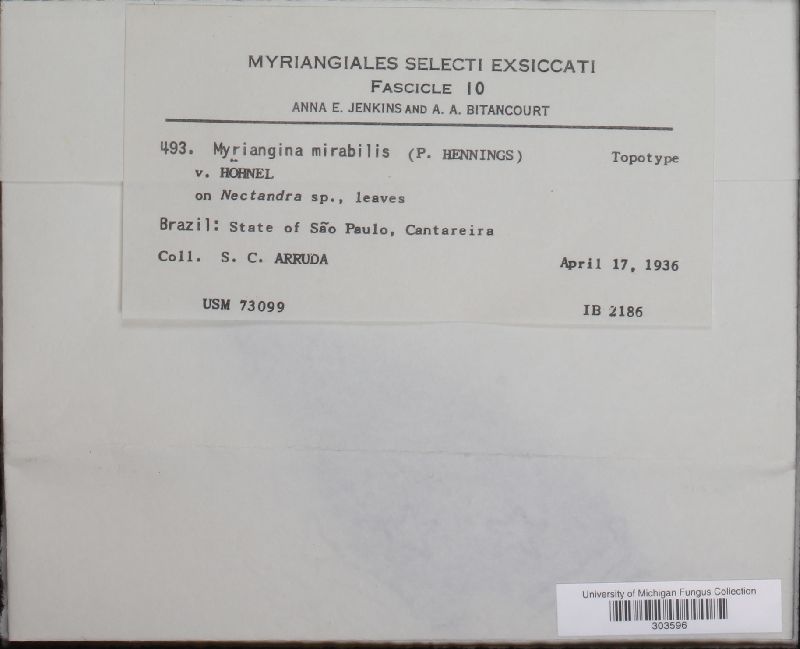 MYRIANGIALES SELECTI EXSICCATI
FASCICLE 10
ANNA E. JENKINS AND A. A. BITANCOURT
493. Myriangina mirabilis (P. HENNINGS) Topotype
v. HÖHNEL
on Nectandra sp., leaves
Brazil: State of São Paulo, Cantareira
Coll. S. C. ARRUDA April 17, 1936
USM 73099 IB 2186
University of Michigan Fungus Collection
303596